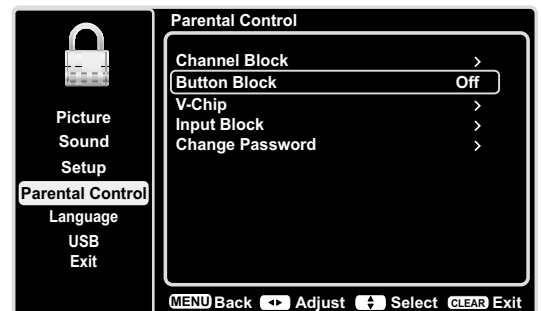 Parental Control
Channel Block >
Button Block Off
V-Chip >
Input Block >
Change Password >
Picture
Sound
Setup
Parental Control
Language
USB
Exit
MENU Back Adjust Select CLEAR Exit